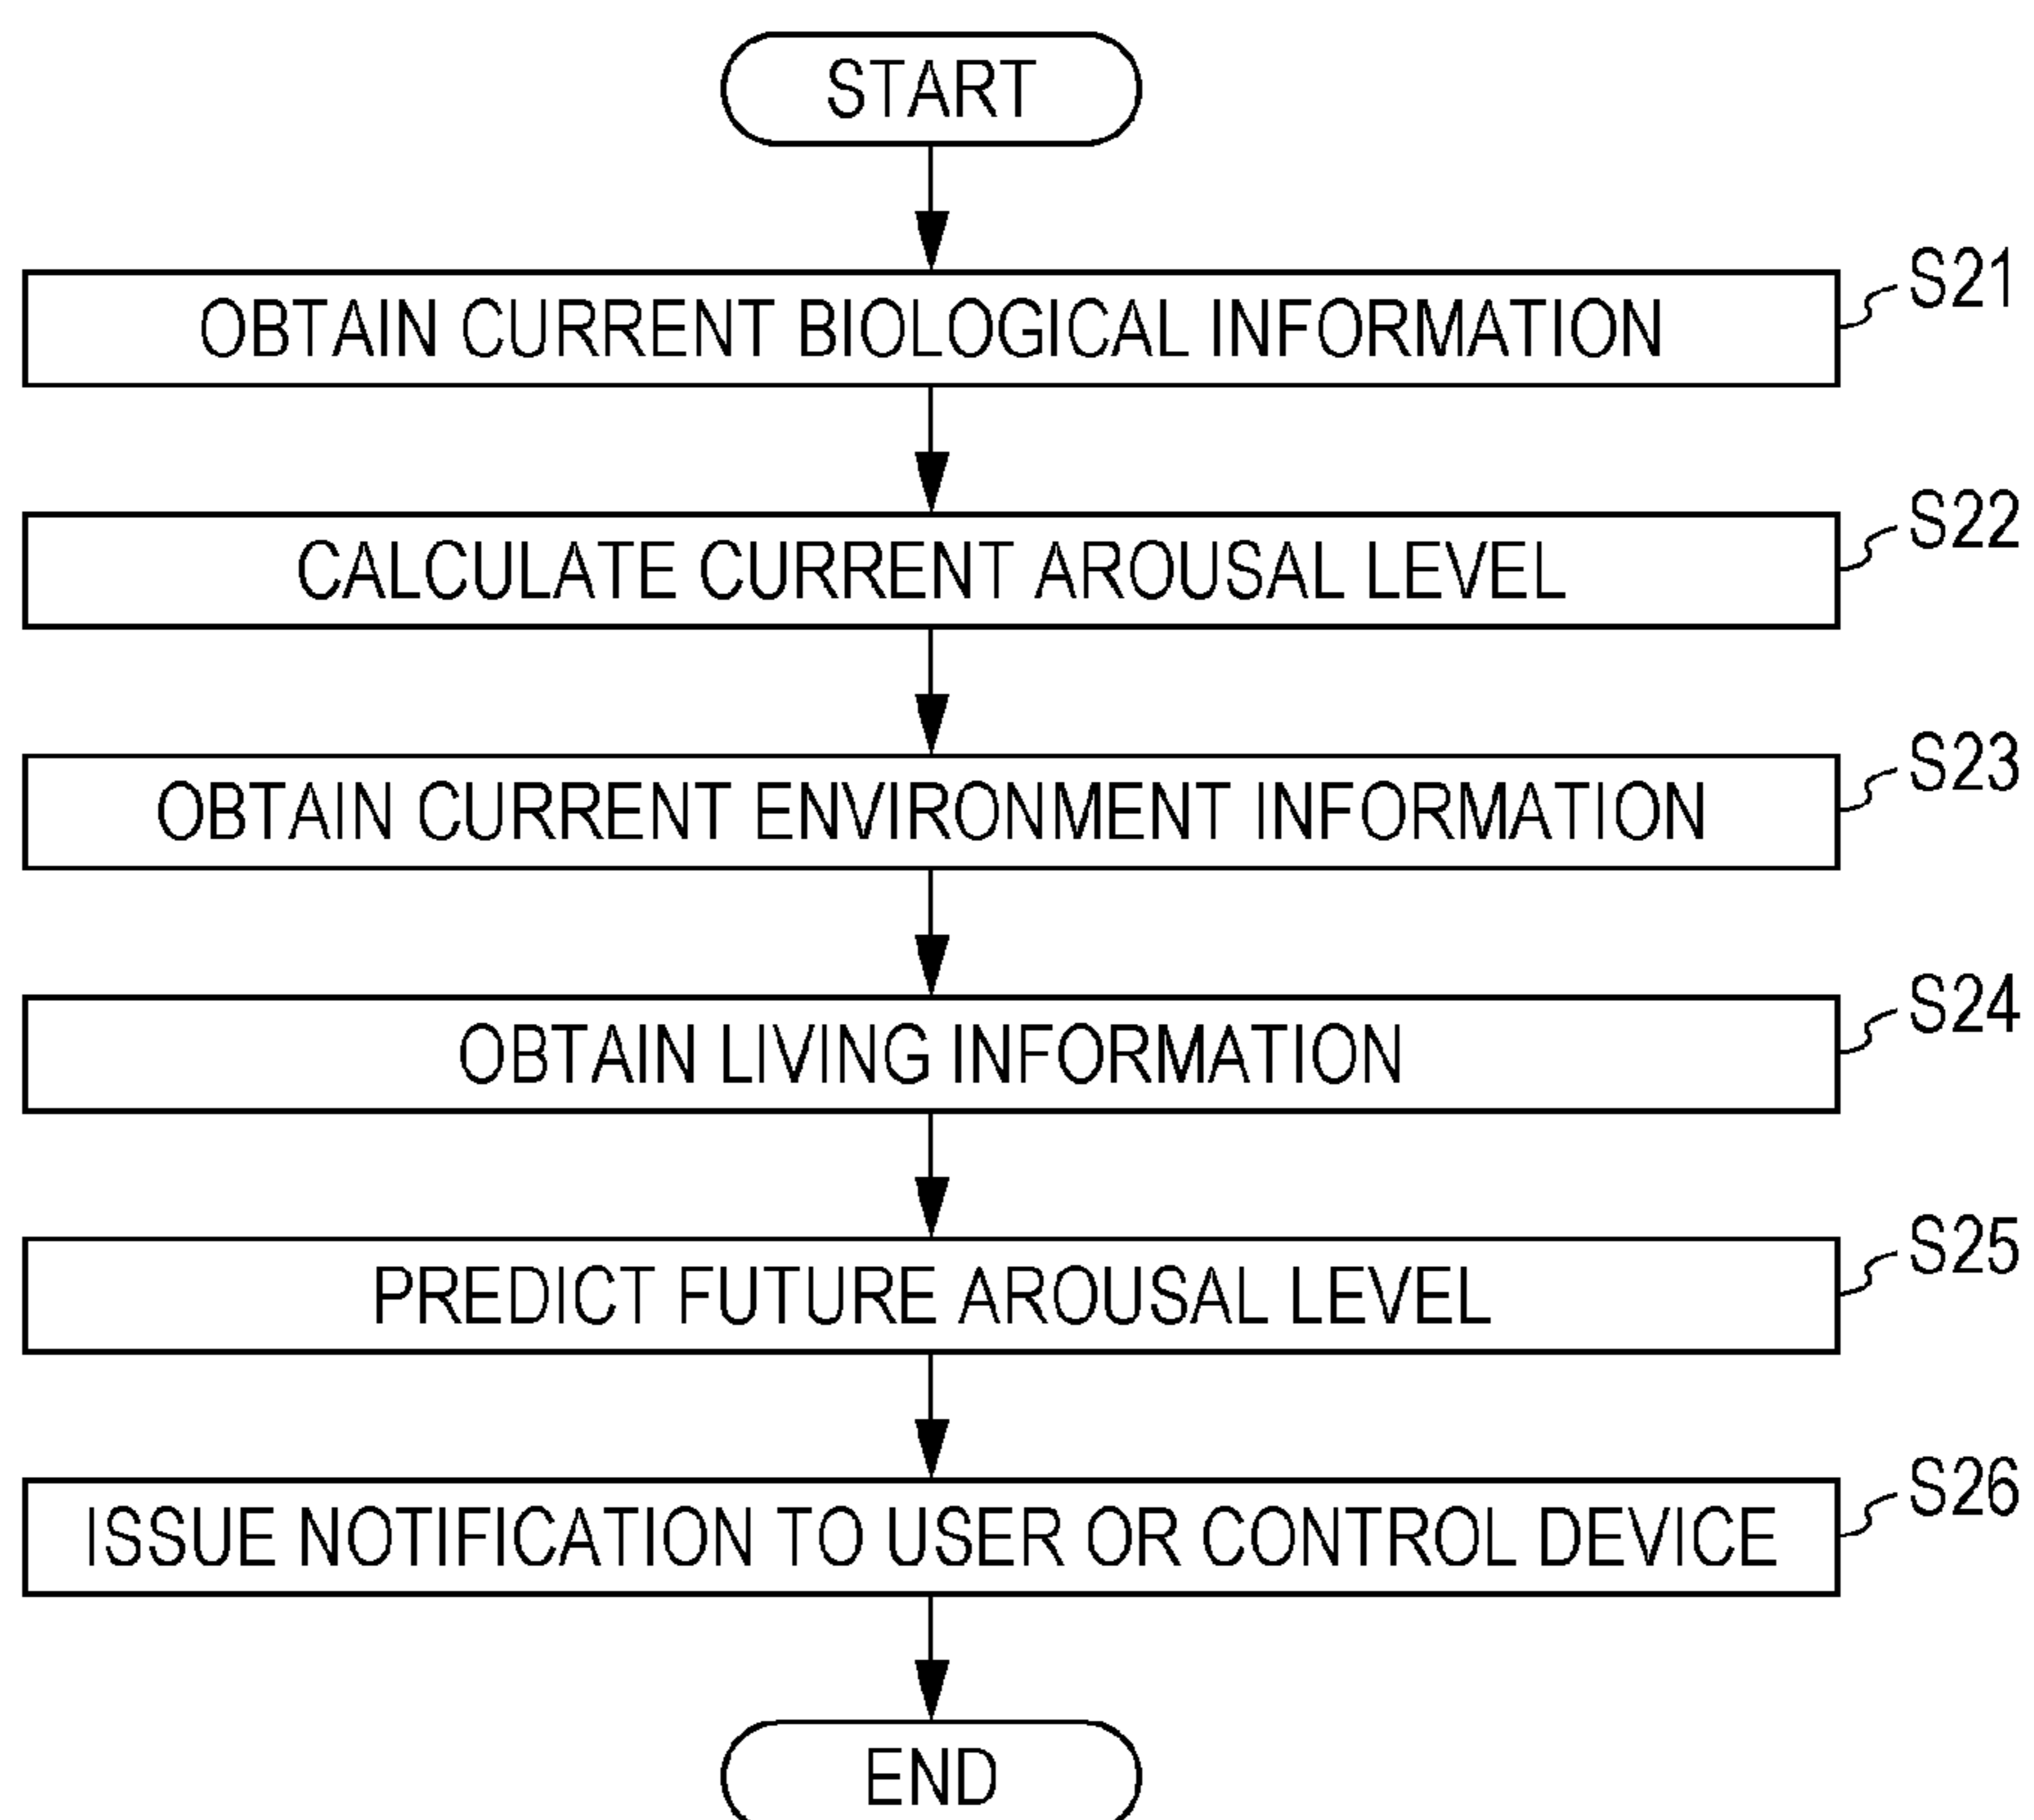 START
OBTAIN CURRENT BIOLOGICAL INFORMATION
S21
CALCULATE CURRENT AROUSAL LEVEL
S22
OBTAIN CURRENT ENVIRONMENT INFORMATION
S23
OBTAIN LIVING INFORMATION
S24
PREDICT FUTURE AROUSAL LEVEL
S25
ISSUE NOTIFICATION TO USER OR CONTROL DEVICE
S26
END